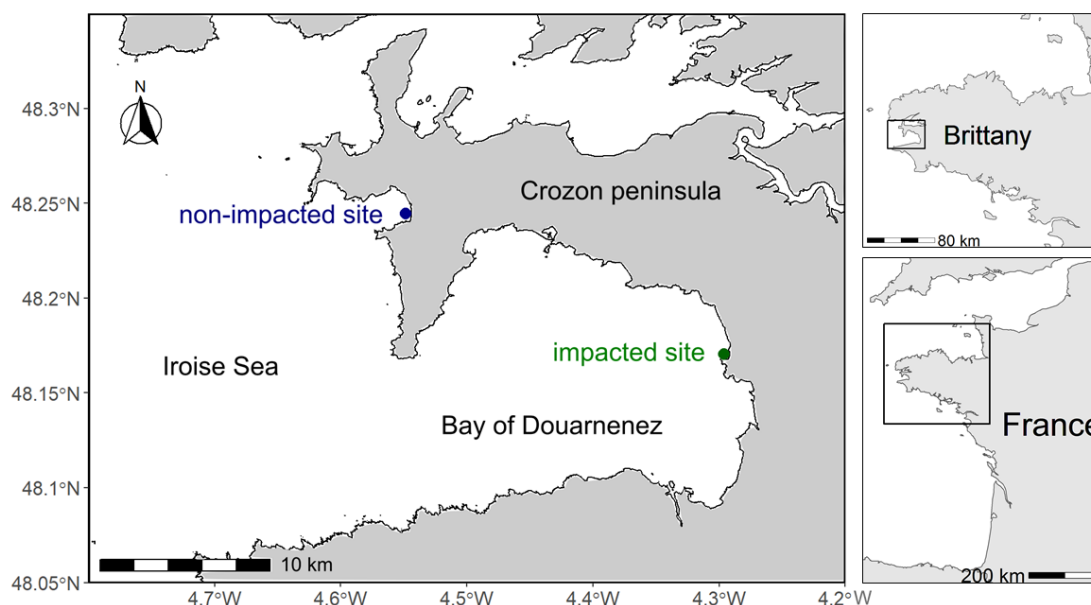 N
48.3°N
48.25°N
48.2°N
48.15°N
48.1°N
48.05°N
Crozon peninsula
non-impacted site
impacted site
Iroise Sea
Bay of Douarnenez
10 km
4.7°W
4.6°W
4.5°W
4.4°W
4.3°W
4.2°W
Brittany
80 km
France
200 km